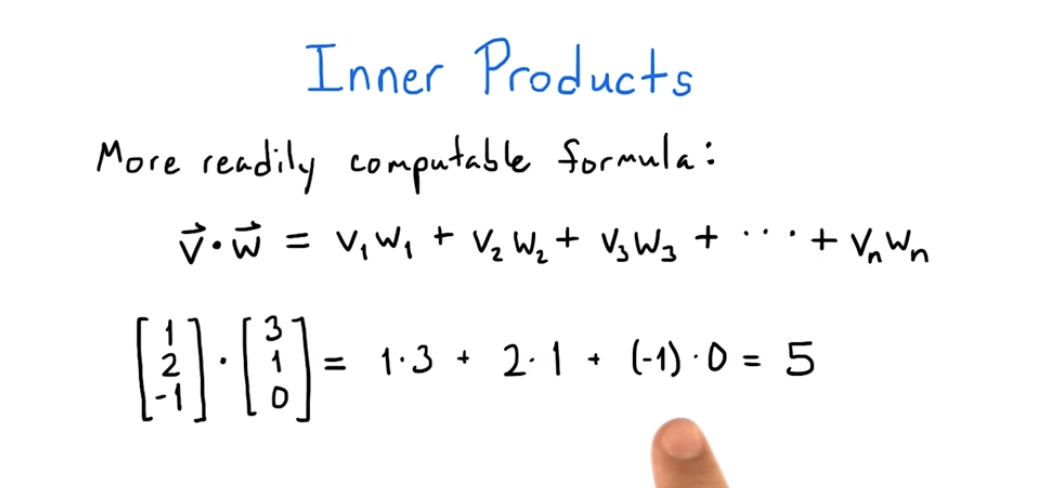 Inner Products
More readily computable formula:
v⃗·w⃗ = v₁w₁ + v₂w₂ + v₃w₃ + ··· + vₙwₙ
[1 2 -1]·[3 1 0] = 1·3 + 2·1 + (-1)·0 = 5